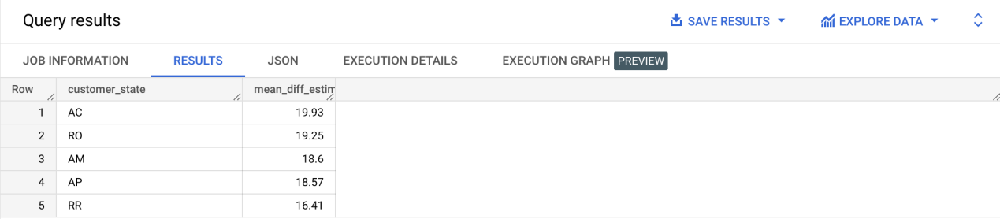 Query results SAVE RESULTS EXPLORE DATA
JOB INFORMATION RESULTS JSON EXECUTION DETAILS EXECUTION GRAPH PREVIEW
Row customer_state mean_diff_estim
1 AC 19.93
2 RO 19.25
3 AM 18.6
4 AP 18.57
5 RR 16.41